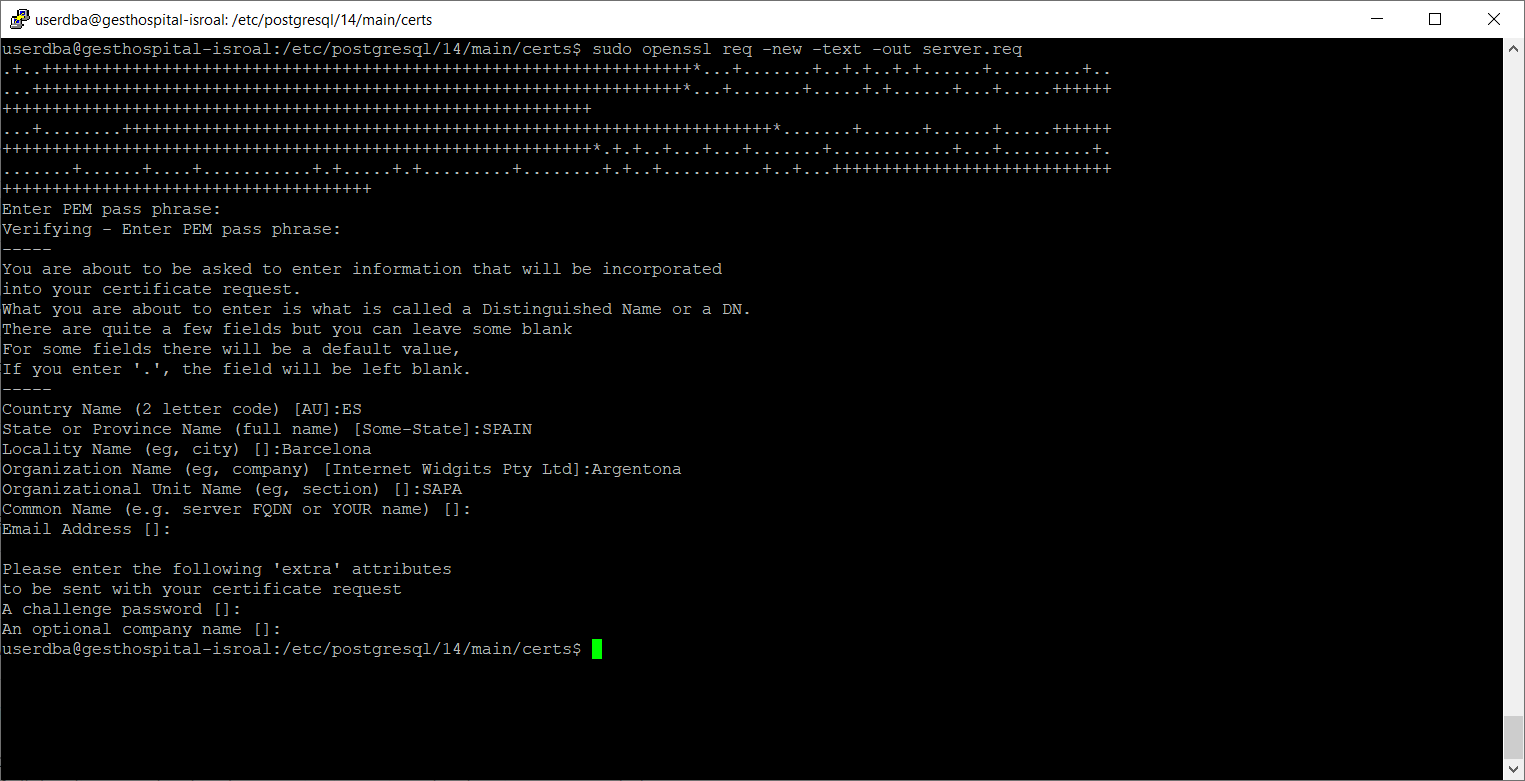 userdba@gesthospital-isroal: /etc/postgresql/14/main/certs
userdba@gesthospital-isroal:/etc/postgresql/14/main/certs$ sudo openssl req -new -text -out server.req
.+..+++++++++++++++++++++++++++++++++++++++++++++++++++++++++++++++++*...+.......+..+.+..+.+......+.........+..
...+++++++++++++++++++++++++++++++++++++++++++++++++++++++++++++++++*...+.......+.....+.+......+...+.....++++++
+++++++++++++++++++++++++++++++++++++++++++++++++++++++++++
...+........+++++++++++++++++++++++++++++++++++++++++++++++++++++++++++++++++*.......+......+......+.....++++++
+++++++++++++++++++++++++++++++++++++++++++++++++++++++++++*.+.+..+...+...+.......+............+...+.........+.
.......+......+....+...........+.+.....+.+.........+........+.+..+..........+..+...++++++++++++++++++++++++++++
+++++++++++++++++++++++++++++++++++++
Enter PEM pass phrase:
Verifying - Enter PEM pass phrase:
-----
You are about to be asked to enter information that will be incorporated
into your certificate request.
What you are about to enter is what is called a Distinguished Name or a DN.
There are quite a few fields but you can leave some blank
For some fields there will be a default value,
If you enter '.', the field will be left blank.
-----
Country Name (2 letter code) [AU]:ES
State or Province Name (full name) [Some-State]:SPAIN
Locality Name (eg, city) []:Barcelona
Organization Name (eg, company) [Internet Widgits Pty Ltd]:Argentona
Organizational Unit Name (eg, section) []:SAPA
Common Name (e.g. server FQDN or YOUR name) []:
Email Address []:
Please enter the following 'extra' attributes
to be sent with your certificate request
A challenge password []:
An optional company name []:
userdba@gesthospital-isroal:/etc/postgresql/14/main/certs$